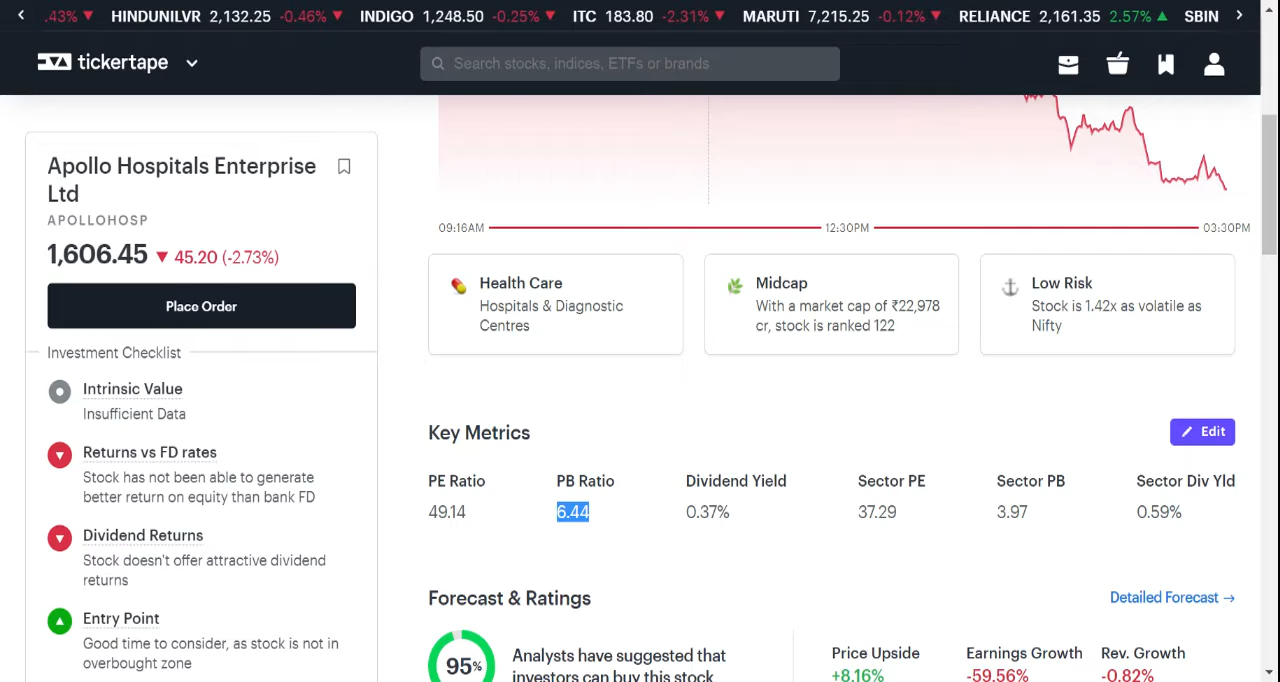 .43% ▼ HINDUNILVR 2,132.25 -0.46% ▼ INDIGO 1,248.50 -0.25% ▼ ITC 183.80 -2.31% ▼ MARUTI 7,215.25 -0.12% ▼ RELIANCE 2,161.35 2.57% ▲ SBIN
tickertape
Search stocks, indices, ETFs or brands
Apollo Hospitals Enterprise
Ltd
APOLLOHOSP
1,606.45 ▼ 45.20 (-2.73%)
Place Order
Investment Checklist
Intrinsic Value
Insufficient Data
Returns vs FD rates
Stock has not been able to generate
better return on equity than bank FD
Dividend Returns
Stock doesn't offer attractive dividend
returns
Entry Point
Good time to consider, as stock is not in
overbought zone
09:16AM 12:30PM 03:30PM
Health Care
Hospitals & Diagnostic
Centres
Midcap
With a market cap of ₹22,978
cr, stock is ranked 122
Low Risk
Stock is 1.42x as volatile as
Nifty
Key Metrics
Edit
PE Ratio PB Ratio Dividend Yield Sector PE Sector PB Sector Div Yld
49.14 6.44 0.37% 37.29 3.97 0.59%
Forecast & Ratings
Detailed Forecast →
95%
Analysts have suggested that
investors can buy this stock
Price Upside Earnings Growth Rev. Growth
+8.16% -59.56% -0.82%